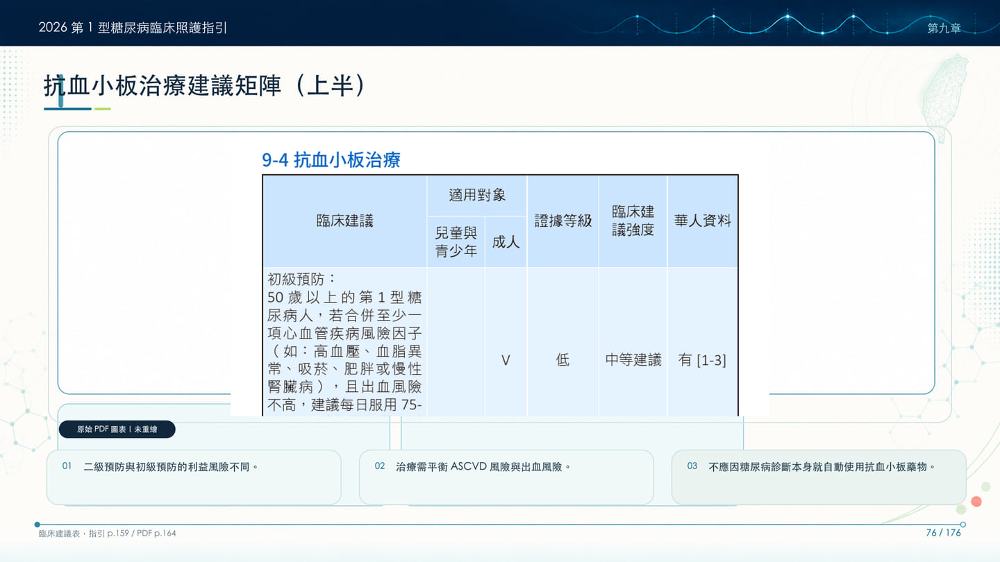 2026 第 1 型糖尿病臨床照護指引
第九章
抗血小板治療建議矩陣（上半）
9-4 抗血小板治療
臨床建議
適用對象
兒童與
青少年
成人
證據等級
臨床建
議強度
華人資料
初級預防：
50 歲以上的第 1 型糖
尿病人，若合併至少一
項心血管疾病風險因子
（如：高血壓、血脂異
常、吸菸、肥胖或慢性
腎臟病），且出血風險
不高，建議每日服用 75-
V
低
中等建議
有 [1-3]
原始 PDF 圖表｜未重繪
01 二級預防與初級預防的利益風險不同。
02 治療需平衡 ASCVD 風險與出血風險。
03 不應因糖尿病診斷本身就自動使用抗血小板藥物。
臨床建議表，指引 p.159 / PDF p.164
76 / 176